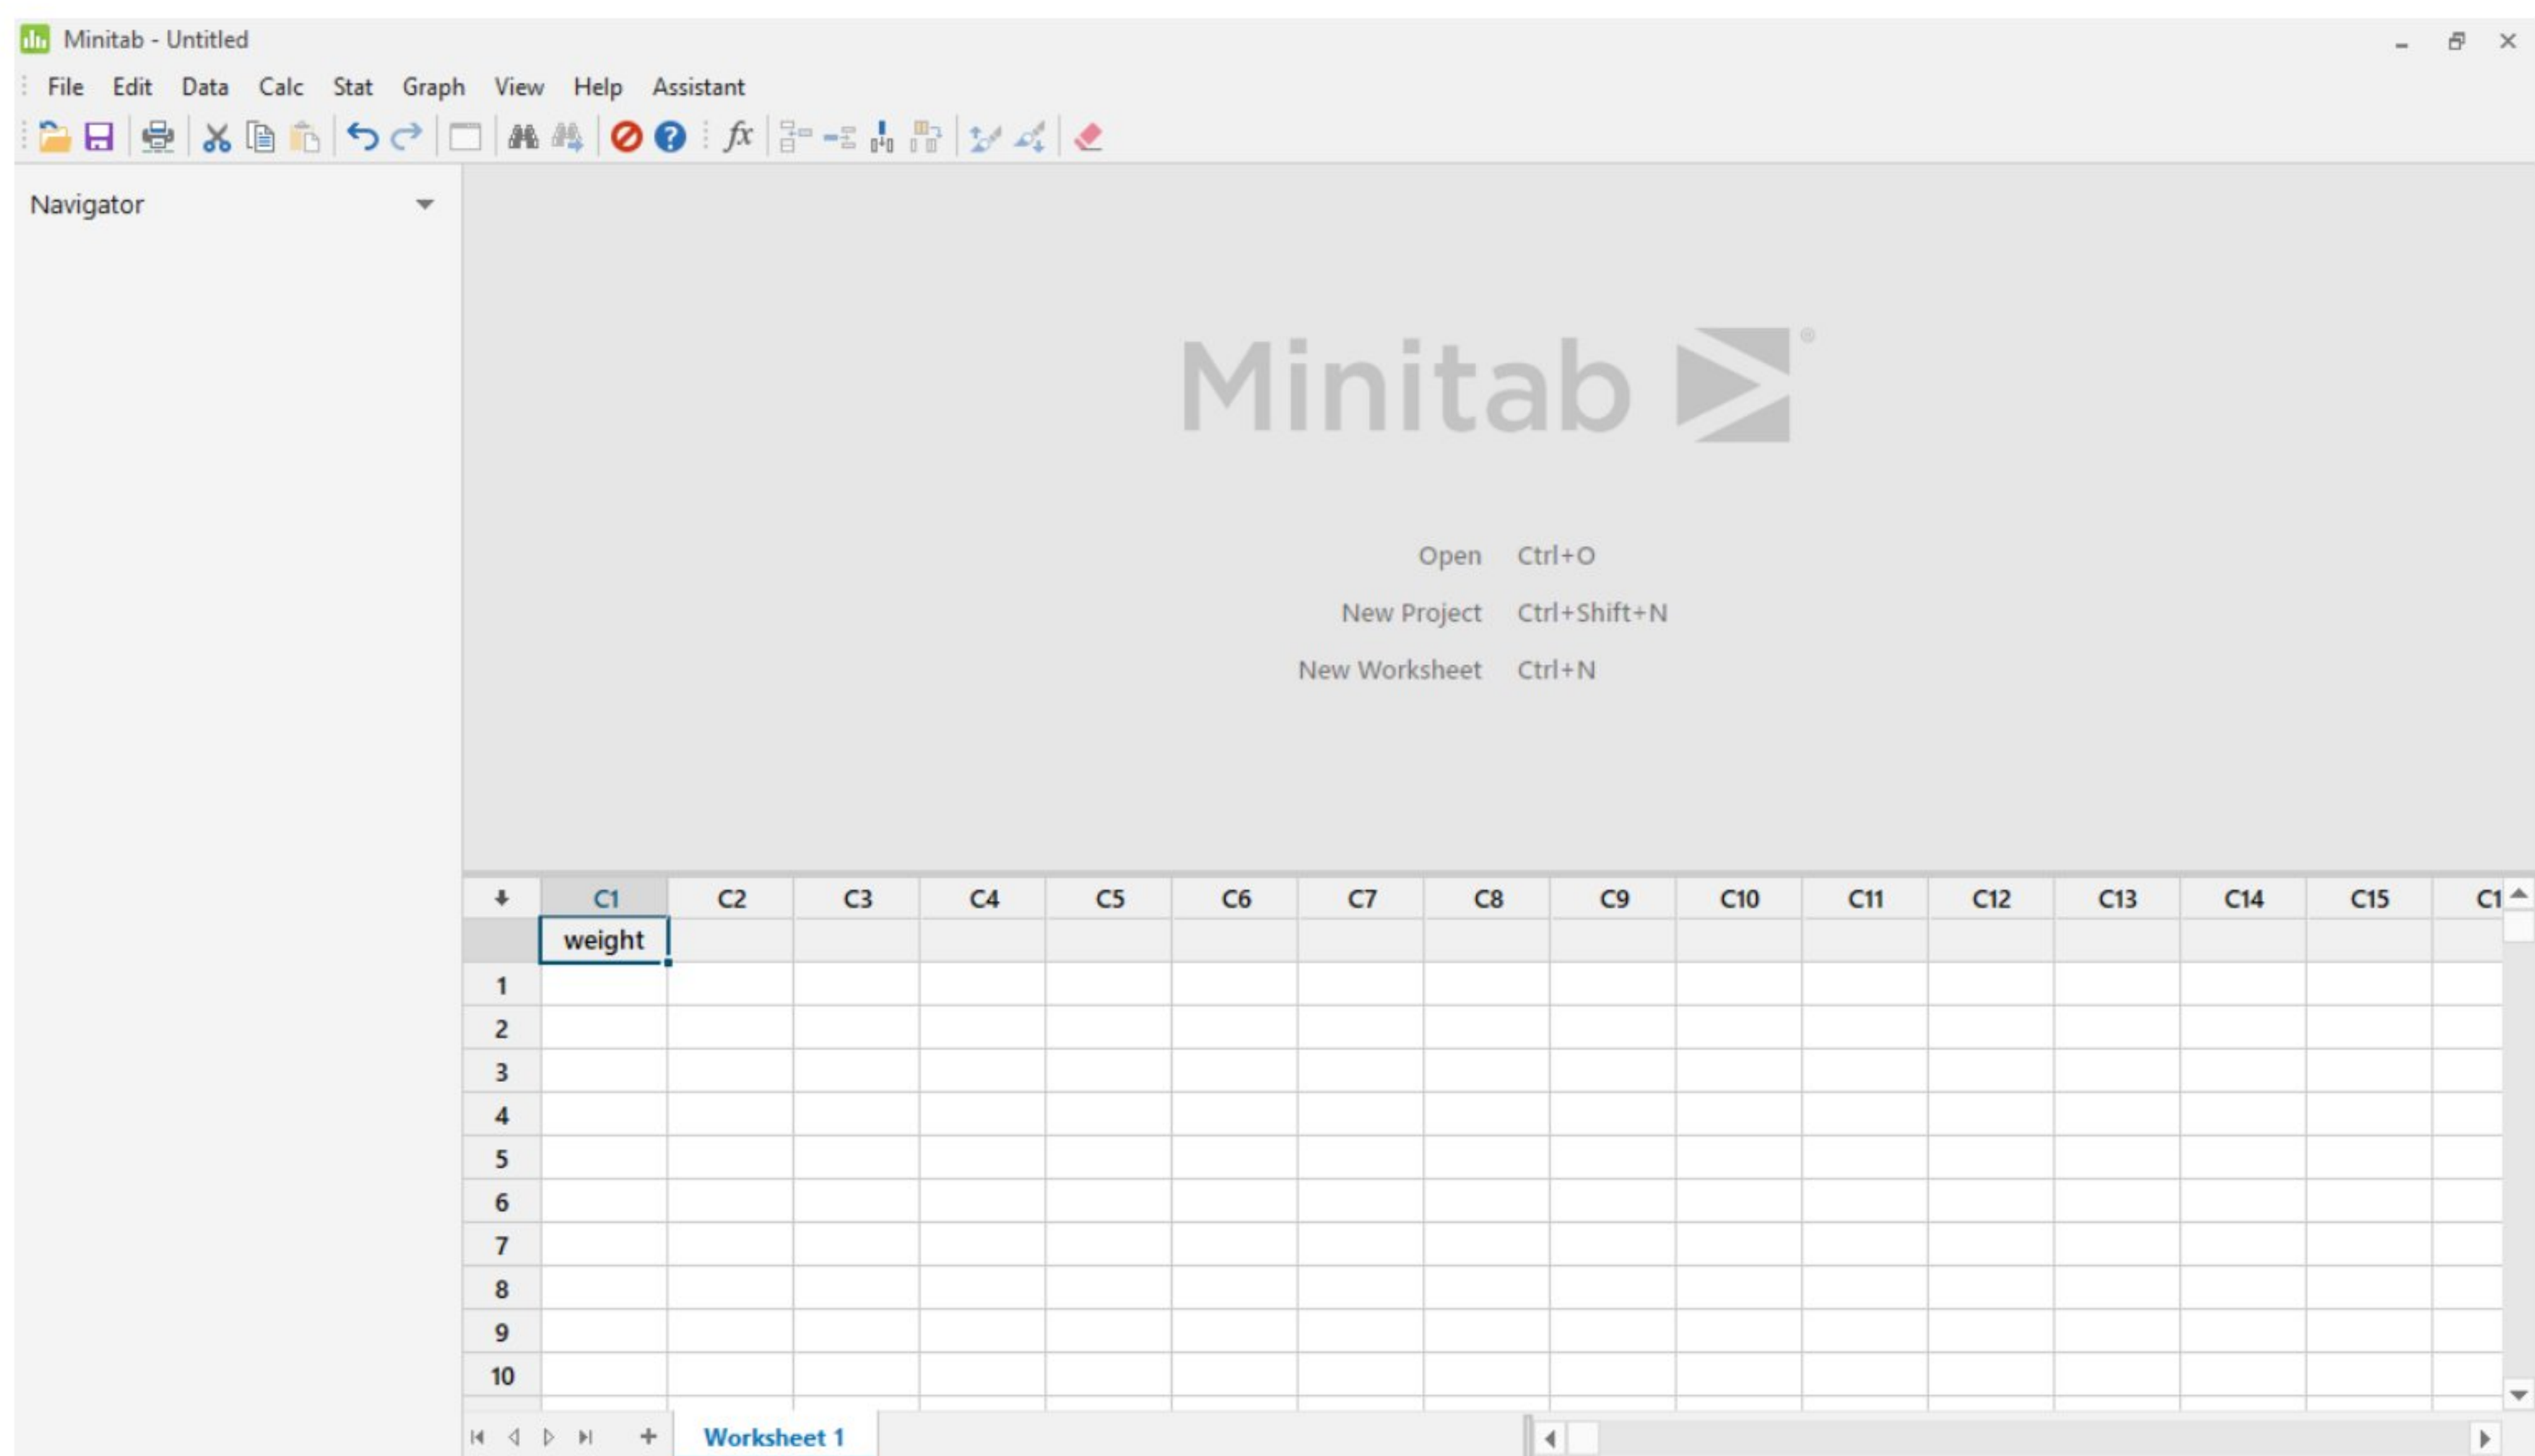 Minitab - Untitled
File Edit Data Calc Stat Graph View Help Assistant
fx
Navigator
Minitab ®
Open Ctrl+O
New Project Ctrl+Shift+N
New Worksheet Ctrl+N
C1 C2 C3 C4 C5 C6 C7 C8 C9 C10 C11 C12 C13 C14 C15 C1
weight
1
2
3
4
5
6
7
8
9
10
Worksheet 1